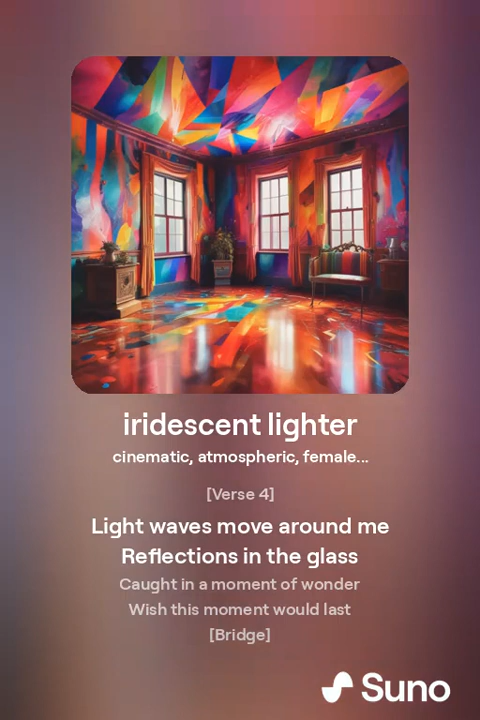 iridescent lighter
cinematic, atmospheric, female...
[Verse 4]
Light waves move around me
Reflections in the glass
Caught in a moment of wonder
Wish this moment would last
[Bridge]
Suno